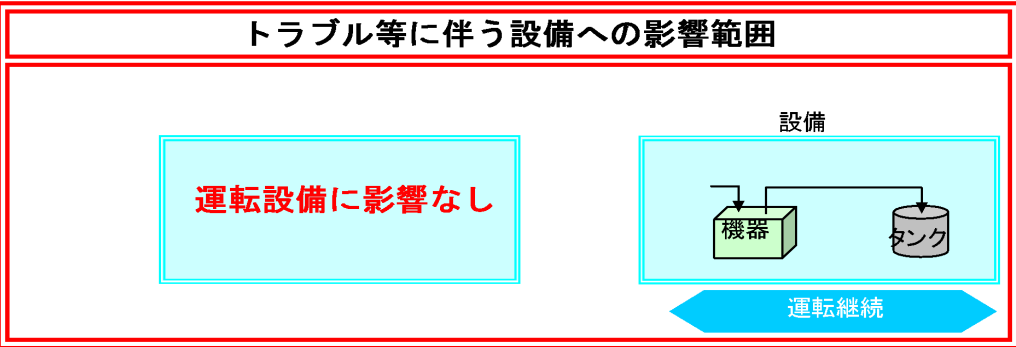 トラブル等に伴う設備への影響範囲
設備
運転設備に影響なし
機器
タンク
運転継続